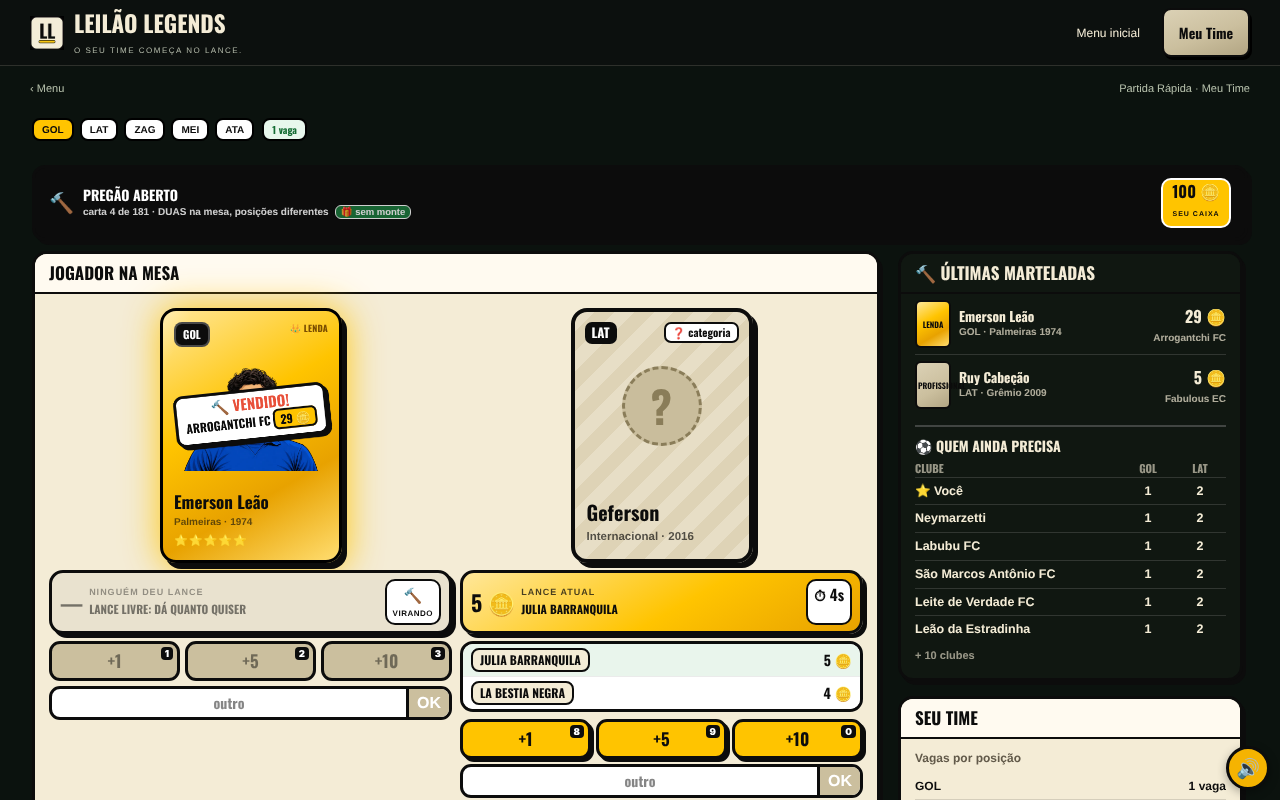 LL
LEILÃO LEGENDS
O SEU TIME COMEÇA NO LANCE.
Menu inicial
Meu Time
‹ Menu
Partida Rápida · Meu Time
GOL
LAT
ZAG
MEI
ATA
1 vaga
PREGÃO ABERTO
carta 4 de 181 · DUAS na mesa, posições diferentes
sem monte
100
SEU CAIXA
JOGADOR NA MESA
GOL
LENDA
VENDIDO!
ARROGANTCHI FC 29
Emerson Leão
Palmeiras · 1974
LAT
categoria
?
Geferson
Internacional · 2016
—
NINGUÉM DEU LANCE
LANCE LIVRE: DÁ QUANTO QUISER
VIRANDO
+1
1
+5
2
+10
3
outro
OK
5
LANCE ATUAL
JULIA BARRANQUILA
4s
JULIA BARRANQUILA
5
LA BESTIA NEGRA
4
+1
8
+5
9
+10
0
outro
OK
ÚLTIMAS MARTELADAS
LENDA
Emerson Leão
GOL · Palmeiras 1974
29
Arrogantchi FC
PROFISSI
Ruy Cabeção
LAT · Grêmio 2009
5
Fabulous EC
QUEM AINDA PRECISA
CLUBE GOL LAT
Você 1 2
Neymarzetti 1 2
Labubu FC 1 2
São Marcos Antônio FC 1 2
Leite de Verdade FC 1 2
Leão da Estradinha 1 2
+ 10 clubes
SEU TIME
Vagas por posição
GOL 1 vaga